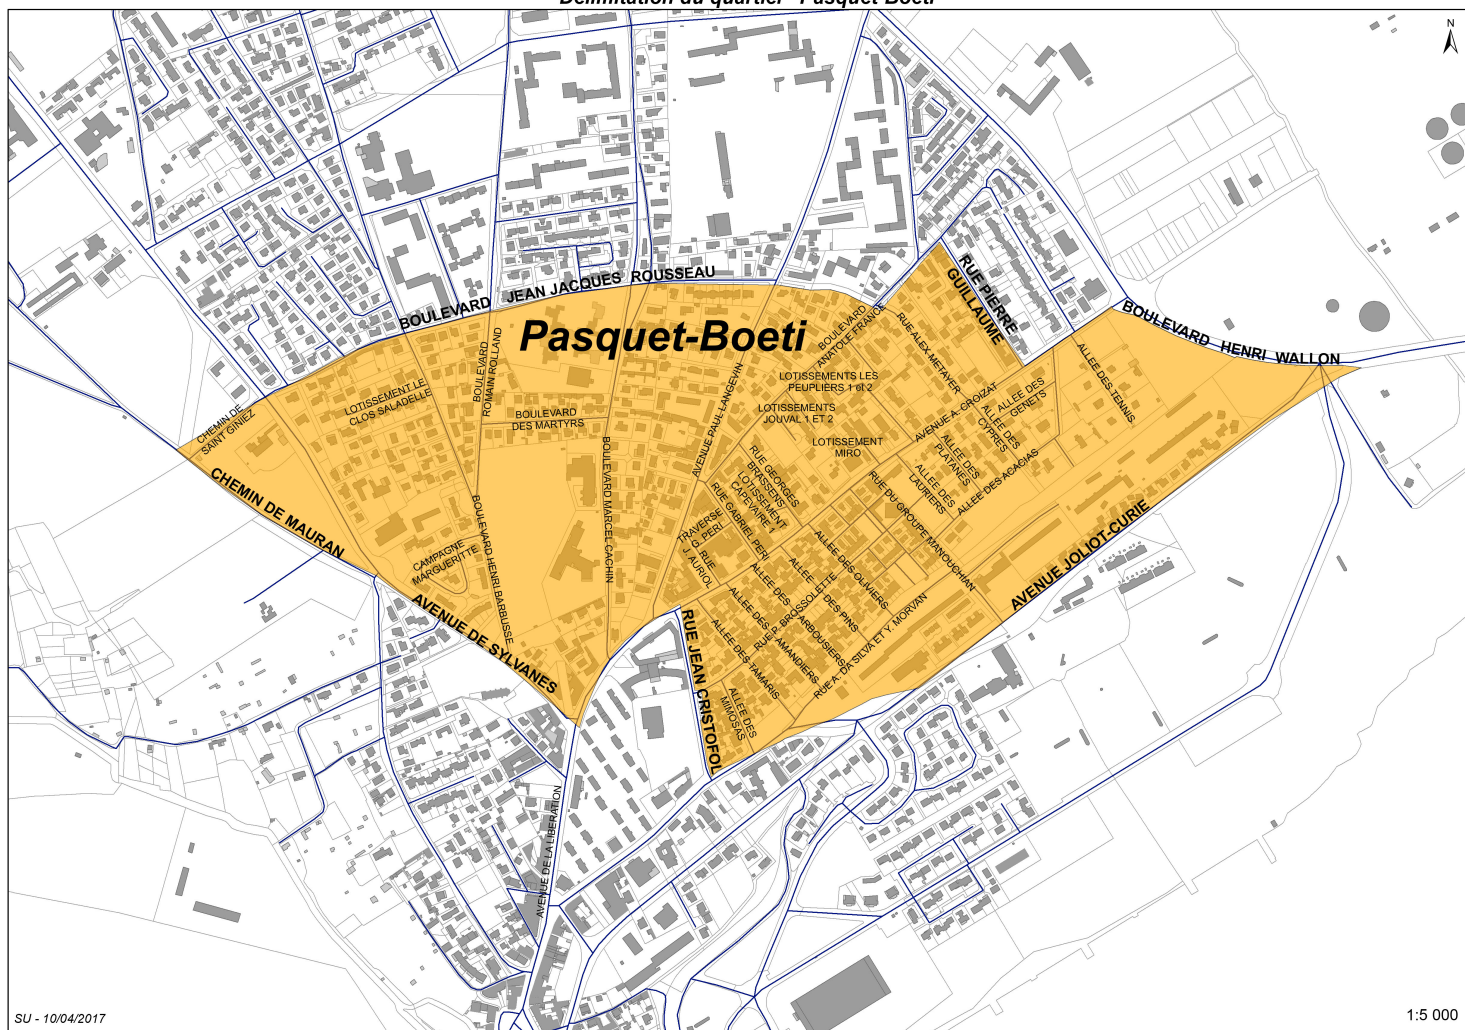 Délimitation du quartier "Pasquet-Boeti"
N
BOULEVARD JEAN JACQUES ROUSSEAU
Pasquet-Boeti
RUE PIERRE
GUILLAUME
BOULEVARD HENRI WALLON
BOULEVARD
ROMAIN ROLLAND
BOULEVARD
ANATOLE FRANCE
RUE ALEX METAYER
ALLEE DES TENNIS
LOTISSEMENT LE
CLOS SALADELLE
LOTISSEMENTS LES
PEUPLIERS 1 et 2
CHEMIN DE
SAINT GINIEZ
BOULEVARD
DES MARTYRS
LOTISSEMENTS
JOUVAL 1 ET 2
AVENUE PAUL LANGEVIN
AVENUE A. CROIZAT
ALLEE DES
GENETS
ALLEE DES
CYPRES
LOTISSEMENT
MIRO
ALLEE DES
PLATANES
ALLEE DES
LAURIERS
ALLEE DES ACACIAS
CHEMIN DE MAURAN
BOULEVARD MARCEL CACHIN
RUE GEORGES
BRASSENS
LOTISSEMENT
CAPEVAIRE 1
RUE GABRIEL PERI
TRAVERSE
G. PERI
RUE
J. AURIOL
RUE DU GROUPE MANOUCHIAN
BOULEVARD HENRI BARBUSSE
CAMPAGNE
MARGUERITTE
ALLEE DES OLIVIERS
ALLEE
DES PINS
ALLEE DES
ARBOUSIERS
RUE P. BROSSOLETTE
ALLEE DES
AMANDIERS
ALLEE DES TAMARIS
RUE A. DA SILVA ET Y. MORVAN
AVENUE JOLIOT-CURIE
AVENUE DE SYLVANES
RUE JEAN CRISTOFOL
ALLEE DES
MIMOSAS
AVENUE DE LA LIBERATION
SU - 10/04/2017
1:5 000